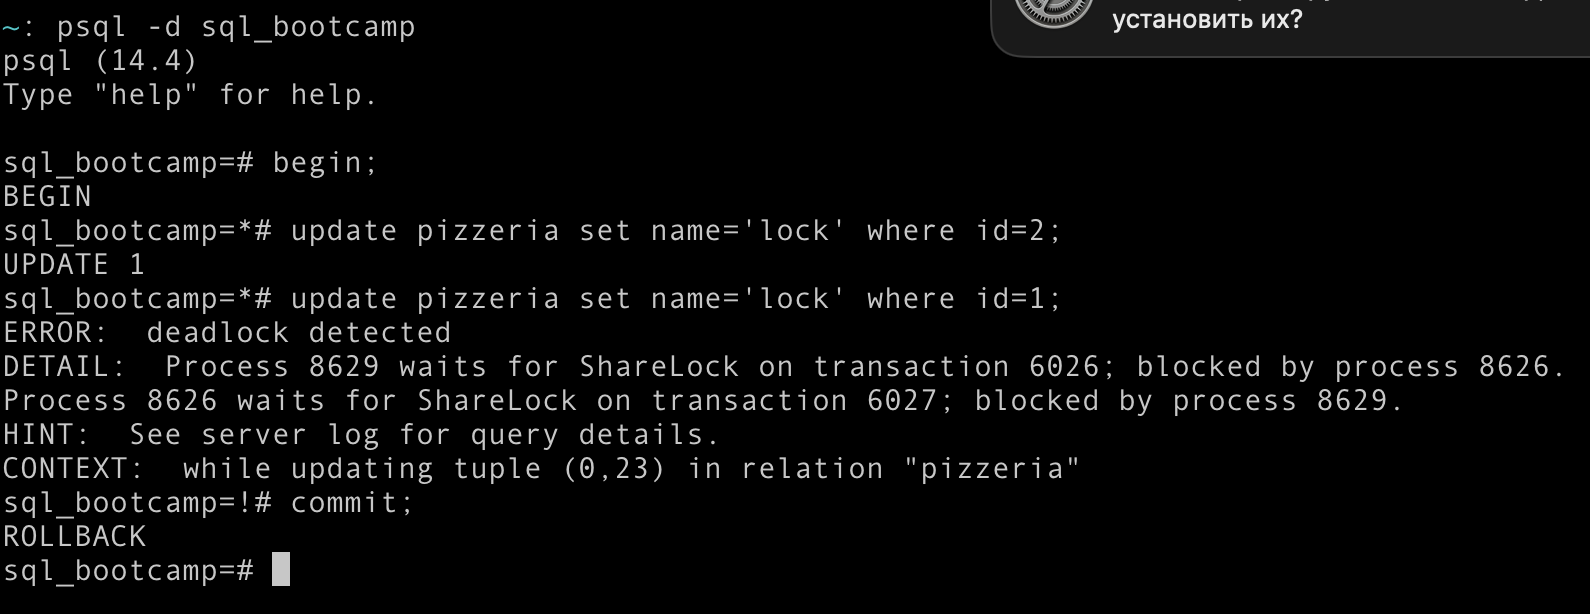 ~: psql -d sql_bootcamp
psql (14.4)
Type "help" for help.
установить их?
sql_bootcamp=# begin;
BEGIN
sql_bootcamp=*# update pizzeria set name='lock' where id=2;
UPDATE 1
sql_bootcamp=*# update pizzeria set name='lock' where id=1;
ERROR:  deadlock detected
DETAIL:  Process 8629 waits for ShareLock on transaction 6026; blocked by process 8626.
Process 8626 waits for ShareLock on transaction 6027; blocked by process 8629.
HINT:  See server log for query details.
CONTEXT:  while updating tuple (0,23) in relation "pizzeria"
sql_bootcamp=!# commit;
ROLLBACK
sql_bootcamp=#